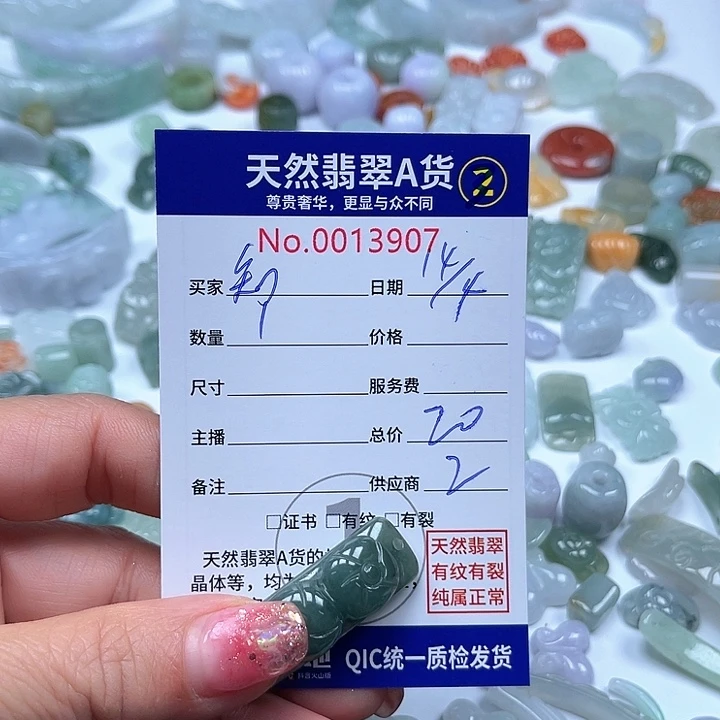 天然翡翠A货
尊贵奢华，更显与众不同
No.0013907
买家 日期 14/4
数量 价格
尺寸 服务费
主播 总价 20
备注 供应商 2
□证书 □有纹 □有裂
天然翡翠A货的
晶体等，均为
天然翡翠
有纹有裂
纯属正常
QIC统一质检发货